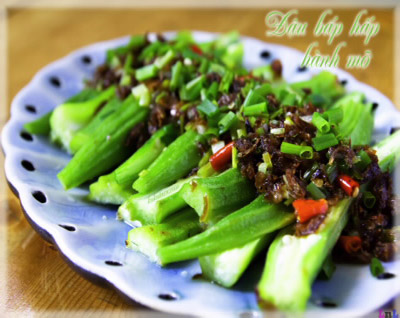 Đậu bắp hấp
hành mỡ